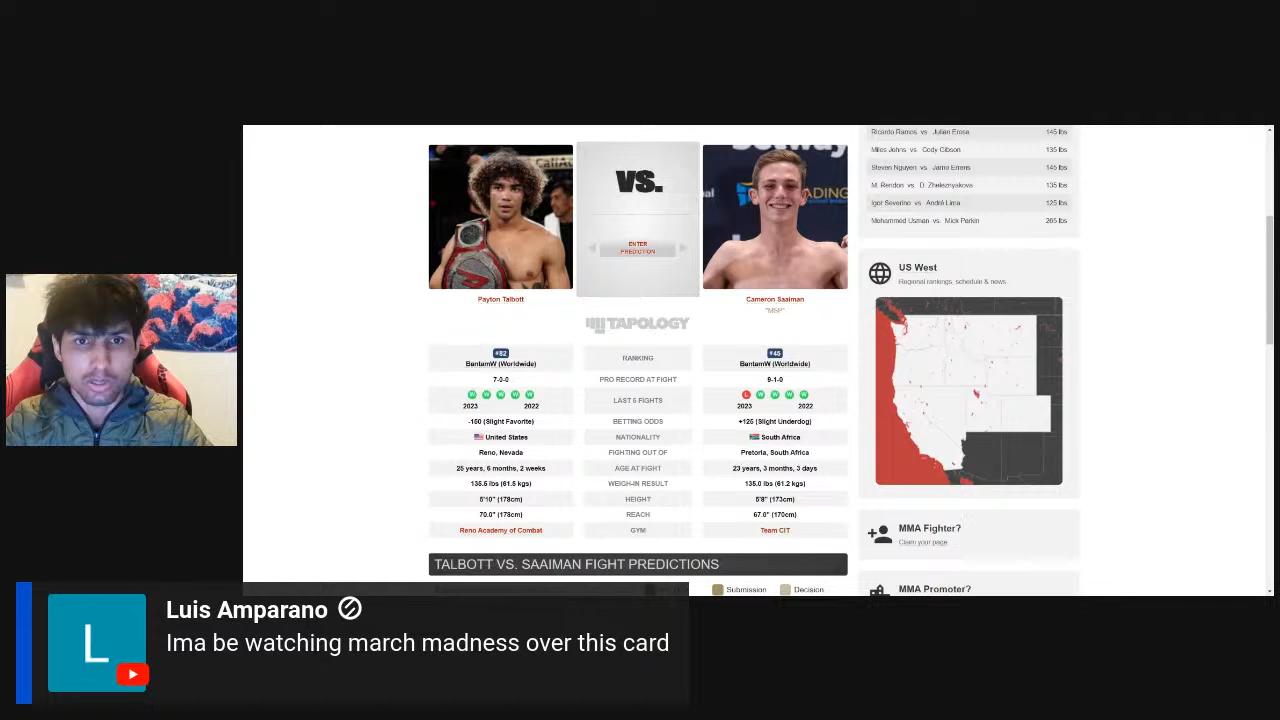 Ricardo Ramos vs Julian Erosa 145 lbs
Miles Johns vs Cody Gibson 135 lbs
Steven Nguyen vs Jarno Errens 145 lbs
M. Rendon vs D. Zheleznyakova 135 lbs
Igor Severino vs André Lima 125 lbs
Mohammed Usman vs. Mick Parkin 265 lbs
VS.
ENTER
PREDICTION
Payton Talbott
Cameron Saaiman
"MSP"
TAPOLOGY
#82 RANKING #45
BantamW (Worldwide) BantamW (Worldwide)
7-0-0 PRO RECORD AT FIGHT 9-1-0
W W W W W LAST 5 FIGHTS L W W W W
2023 2022 2023 2022
-150 (Slight Favorite) BETTING ODDS +125 (Slight Underdog)
United States NATIONALITY South Africa
Reno, Nevada FIGHTING OUT OF Pretoria, South Africa
25 years, 6 months, 2 weeks AGE AT FIGHT 23 years, 3 months, 3 days
135.5 lbs (61.5 kgs) WEIGH-IN RESULT 135.0 lbs (61.2 kgs)
5'10" (178cm) HEIGHT 5'8" (173cm)
70.0" (178cm) REACH 67.0" (170cm)
Reno Academy of Combat GYM Team CIT
TALBOTT VS. SAAIMAN FIGHT PREDICTIONS
Submission Decision
US West
Regional rankings, schedule & news
MMA Fighter?
Claim your page
MMA Promoter?
L
Luis Amparano
Ima be watching march madness over this card